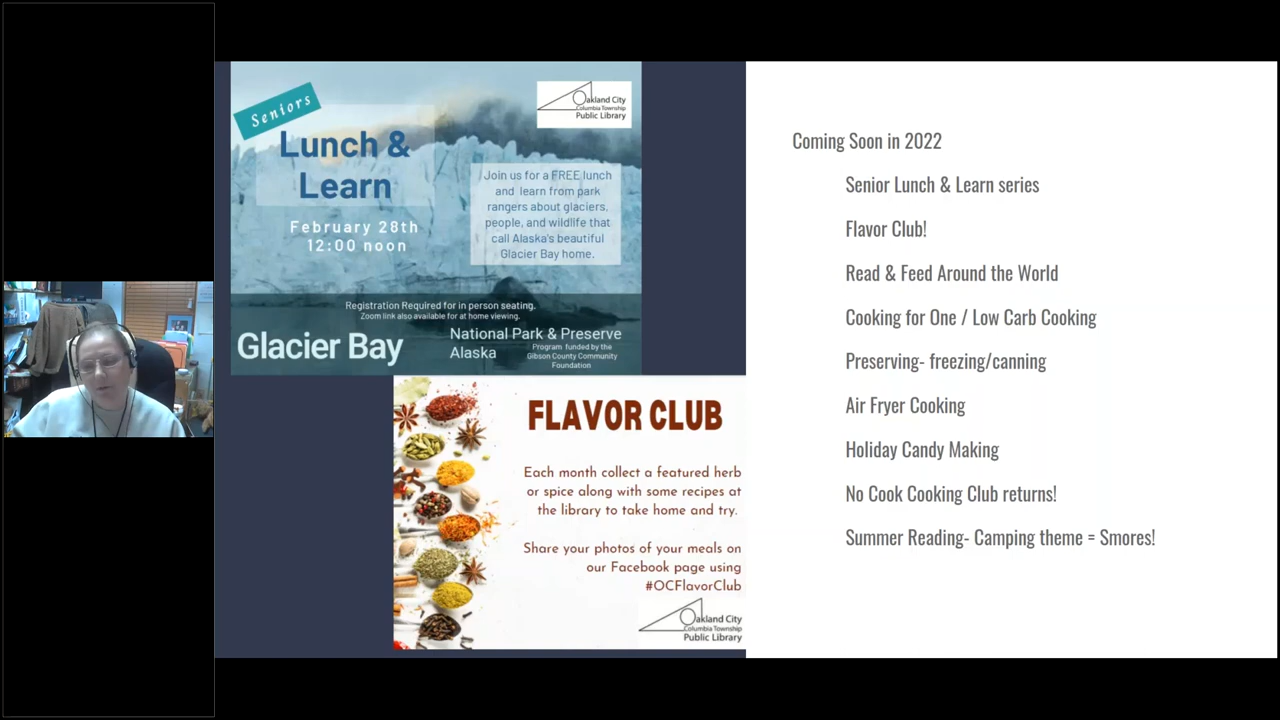 Seniors
Lunch &
Learn
February 28th
12:00 noon
Oakland City
Columbia Township
Public Library
Join us for a FREE lunch
and learn from park
rangers about glaciers,
people, and wildlife that
call Alaska's beautiful
Glacier Bay home.
Registration Required for in person seating.
Zoom link also available for at home viewing.
Glacier Bay
National Park & Preserve
Alaska
Program funded by the
Gibson County Community
Foundation
FLAVOR CLUB
Each month collect a featured herb
or spice along with some recipes at
the library to take home and try.
Share your photos of your meals on
our Facebook page using
#OCFlavorClub
Oakland City
Columbia Township
Public Library
Coming Soon in 2022
Senior Lunch & Learn series
Flavor Club!
Read & Feed Around the World
Cooking for One / Low Carb Cooking
Preserving- freezing/canning
Air Fryer Cooking
Holiday Candy Making
No Cook Cooking Club returns!
Summer Reading- Camping theme = Smores!